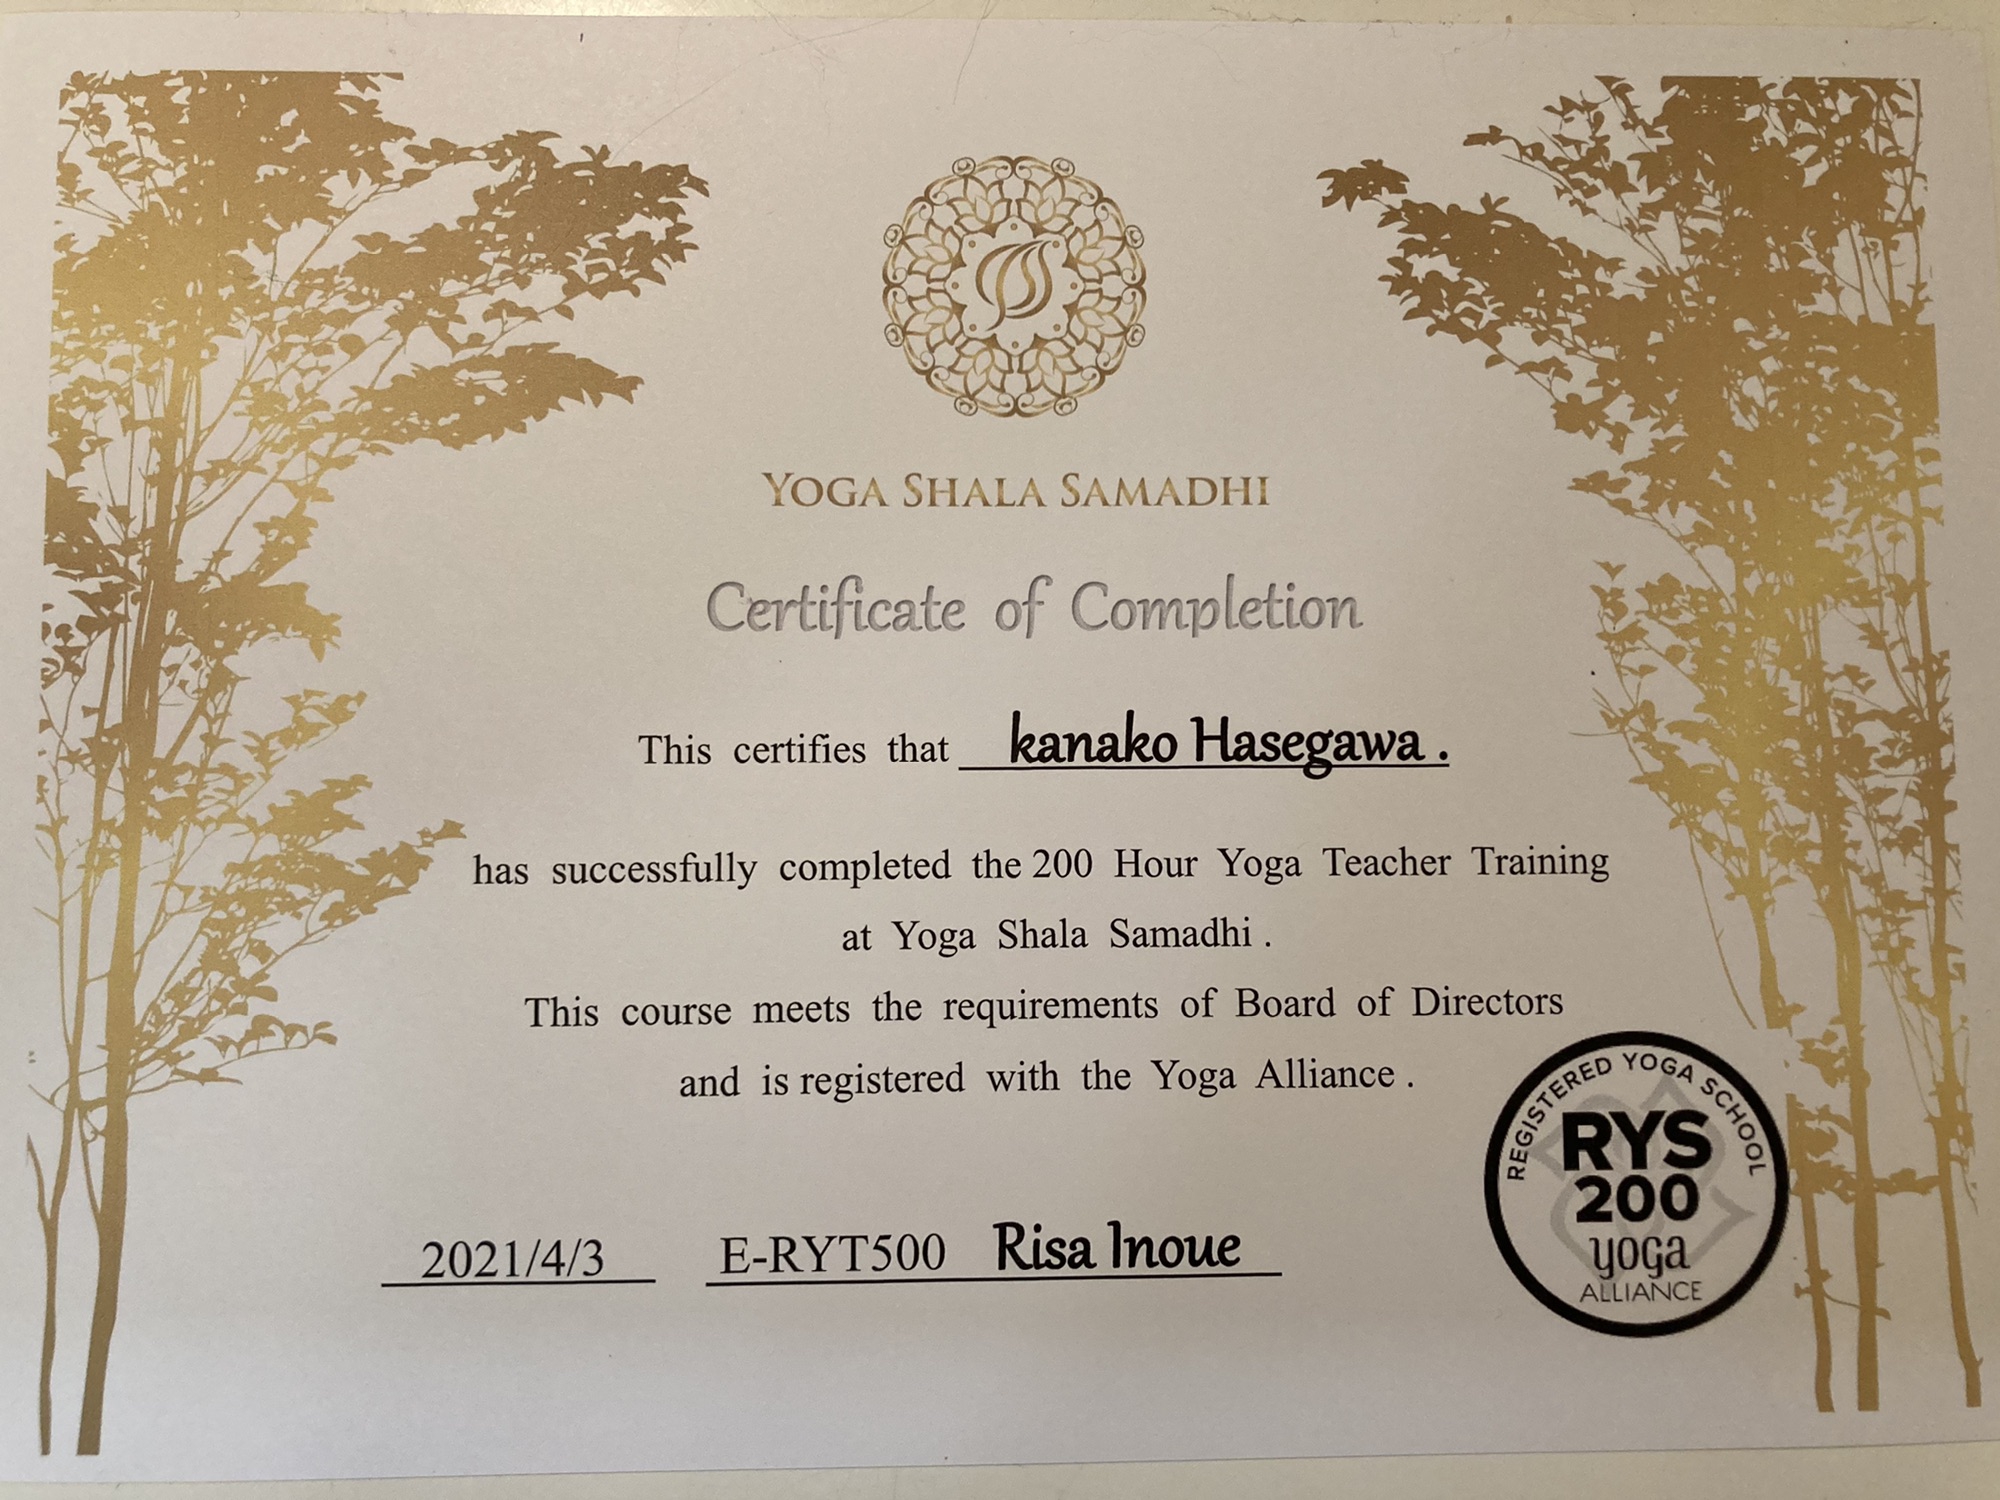 YOGA SHALA SAMADHI
Certificate of Completion
This certifies that kanako Hasegawa .
has successfully completed the 200 Hour Yoga Teacher Training
at Yoga Shala Samadhi .
This course meets the requirements of Board of Directors
and is registered with the Yoga Alliance .
2021/4/3 E-RYT500 Risa Inoue
REGISTERED YOGA SCHOOL
RYS
200
yoga
ALLIANCE